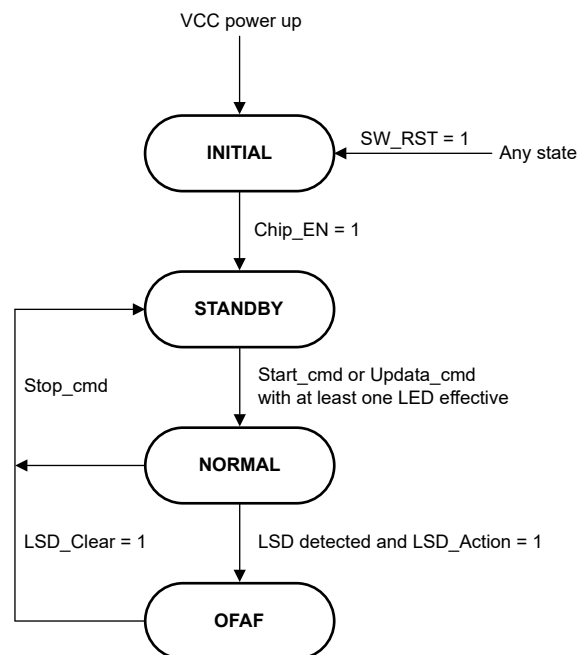 VCC power up
INITIAL
SW_RST = 1
Any state
Chip_EN = 1
STANDBY
Stop_cmd
Start_cmd or Updata_cmd
with at least one LED effective
NORMAL
LSD_Clear = 1
LSD detected and LSD_Action = 1
OFAF